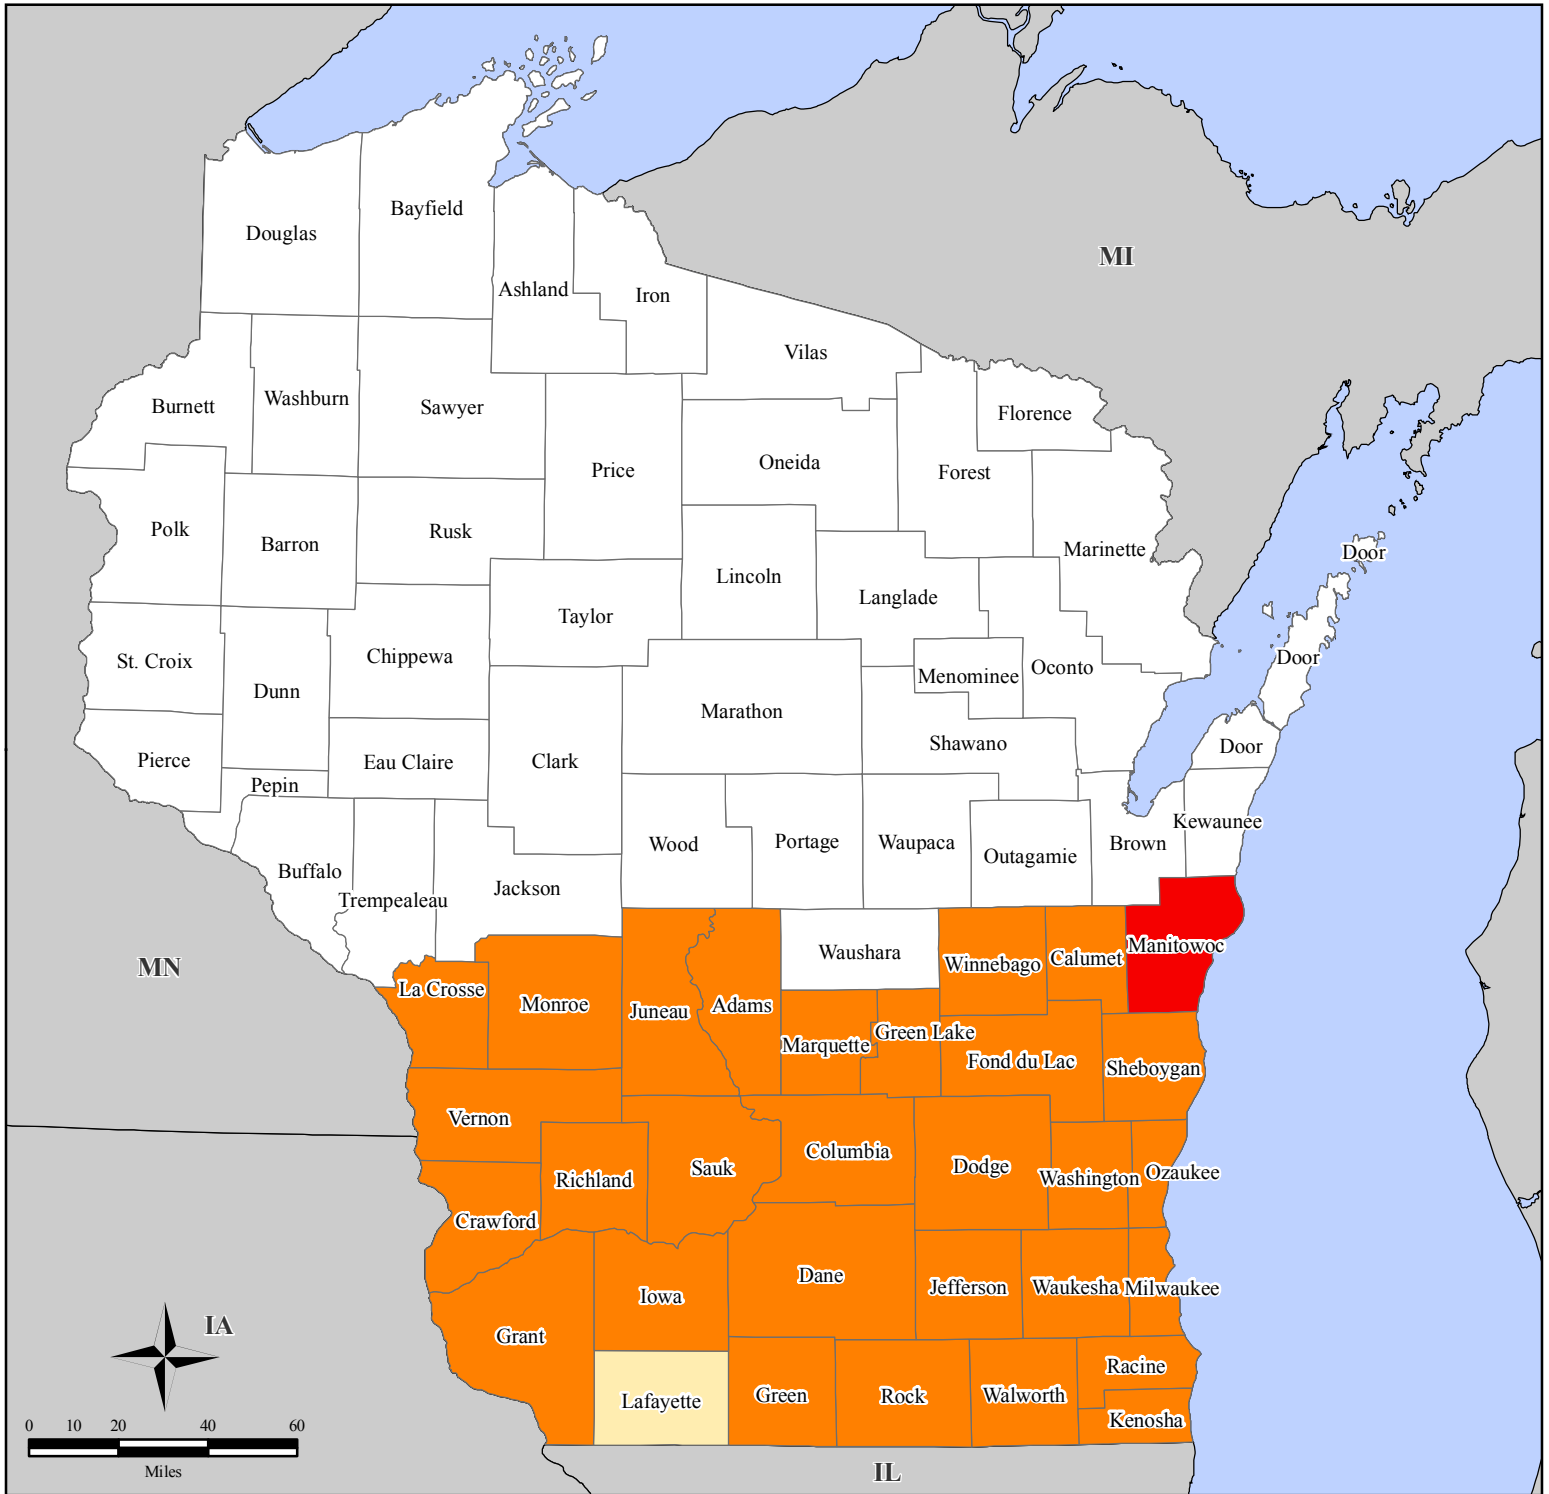 Bayfield
Douglas
MI
Ashland
Iron
Vilas
Washburn
Burnett
Sawyer
Florence
Oneida
Price
Forest
Polk
Rusk
Barron
Marinette
Door
Lincoln
Langlade
Taylor
Chippewa
Door
St. Croix
Oconto
Menominee
Dunn
Marathon
Shawano
Door
Pierce
Eau Claire
Clark
Pepin
Kewaunee
Wood
Portage
Waupaca
Brown
Outagamie
Buffalo
Jackson
Trempealeau
Manitowoc
Waushara
Calumet
Winnebago
MN
La Crosse
Monroe
Juneau
Adams
Green Lake
Marquette
Fond du Lac
Sheboygan
Vernon
Columbia
Sauk
Dodge
Ozaukee
Washington
Richland
Crawford
Dane
Jefferson
Waukesha
Milwaukee
Iowa
IA
Grant
Racine
Green
Rock
Walworth
Lafayette
Kenosha
0 10 20 40 60
Miles
IL